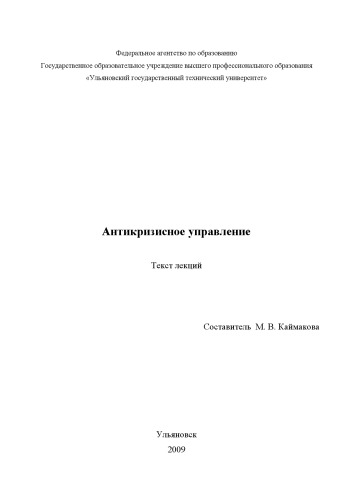 Федеральное агентство по образованию
Государственное образовательное учреждение высшего профессионального образования
«Ульяновский государственный технический университет»
Антикризисное управление
Текст лекций
Составитель М. В. Каймакова
Ульяновск
2009